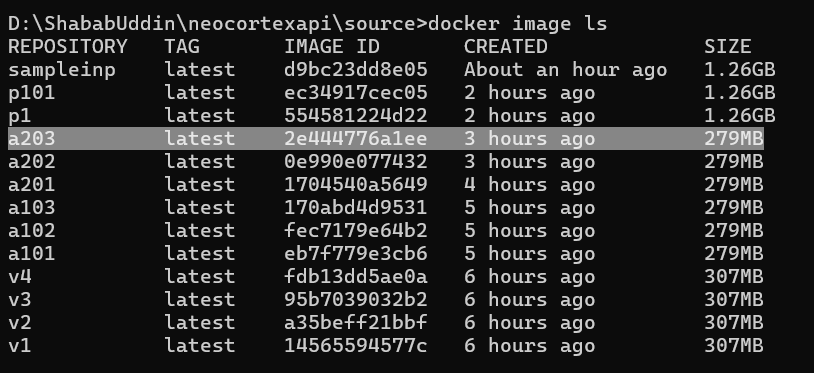 D:\ShababUddin\neocortexapi\source>docker image ls
REPOSITORY   TAG       IMAGE ID       CREATED             SIZE
sampleinp    latest    d9bc23dd8e05   About an hour ago   1.26GB
p101         latest    ec34917cec05   2 hours ago         1.26GB
p1           latest    554581224d22   2 hours ago         1.26GB
a203         latest    2e444776a1ee   3 hours ago         279MB
a202         latest    0e990e077432   3 hours ago         279MB
a201         latest    1704540a5649   4 hours ago         279MB
a103         latest    170abd4d9531   5 hours ago         279MB
a102         latest    fec7179e64b2   5 hours ago         279MB
a101         latest    eb7f779e3cb6   5 hours ago         279MB
v4           latest    fdb13dd5ae0a   6 hours ago         307MB
v3           latest    95b7039032b2   6 hours ago         307MB
v2           latest    a35beff21bbf   6 hours ago         307MB
v1           latest    14565594577c   6 hours ago         307MB